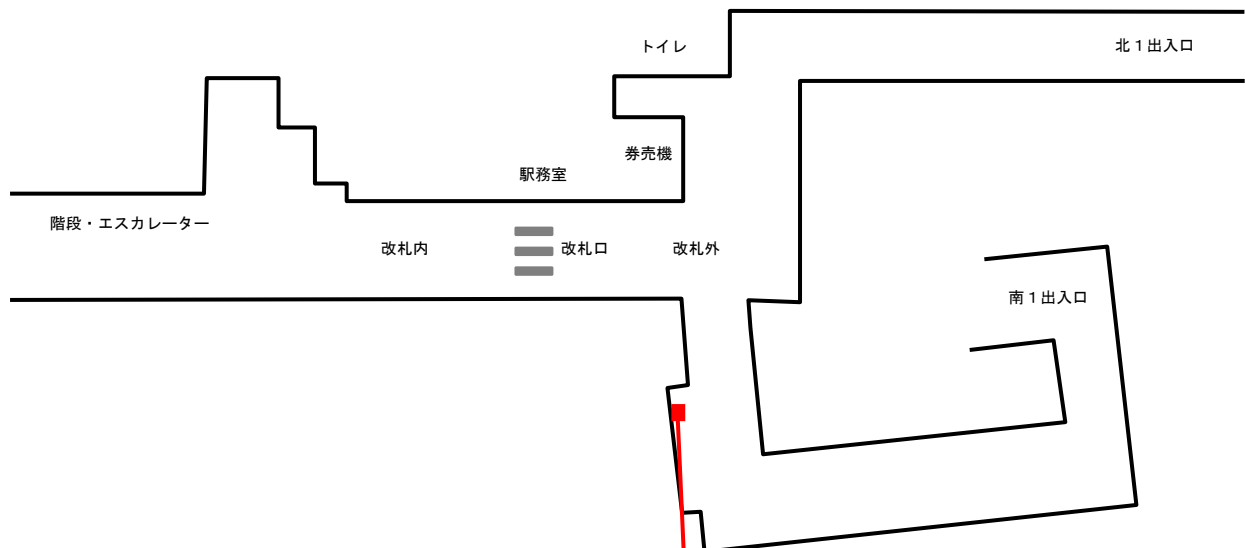 トイレ
北１出入口
券売機
駅務室
階段・エスカレーター
改札内
改札口
改札外
南１出入口